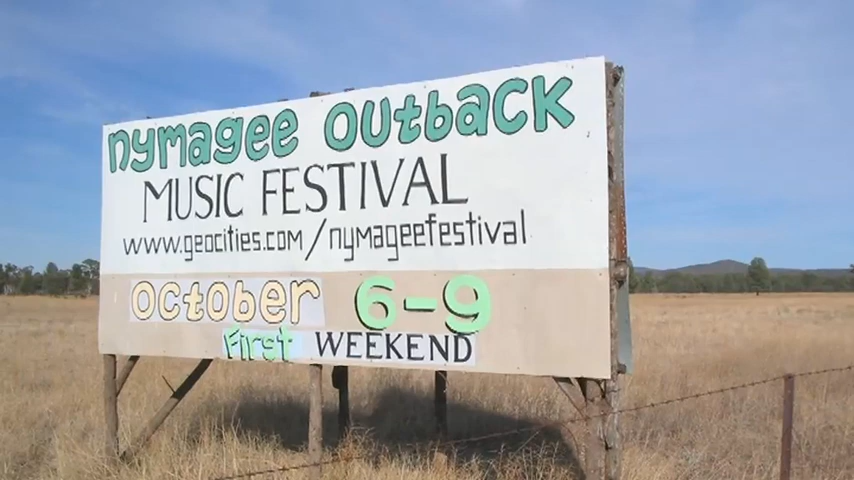 nymagee outback
MUSIC FESTIVAL
www.geocities.com/nymageefestival
October 6-9
First WEEKEND